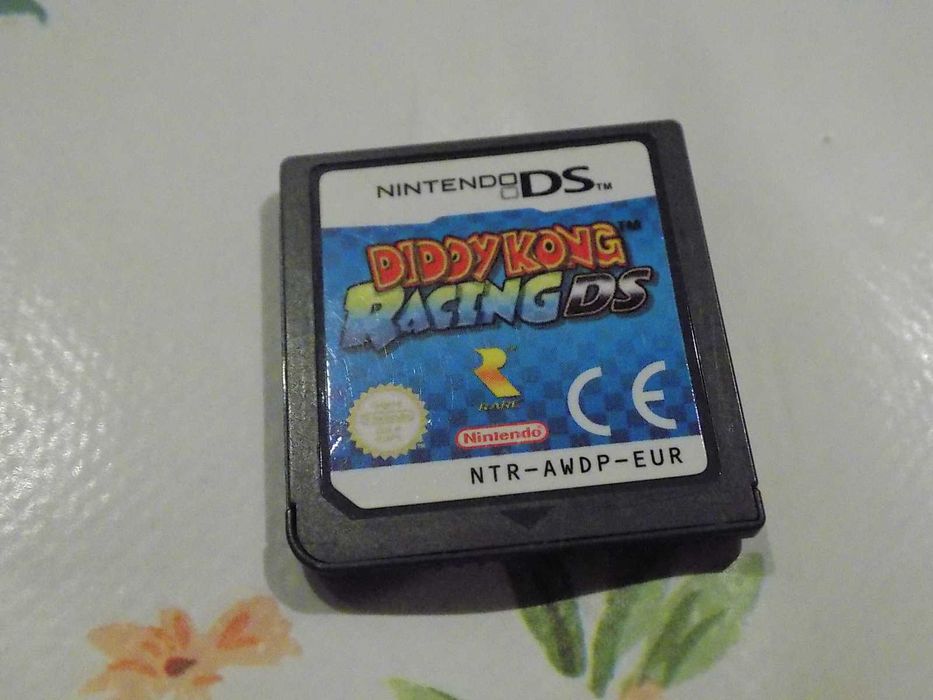 NINTENDO DS™
DIDDY KONG™
RACING DS
RARE
Nintendo
CE
NTR-AWDP-EUR